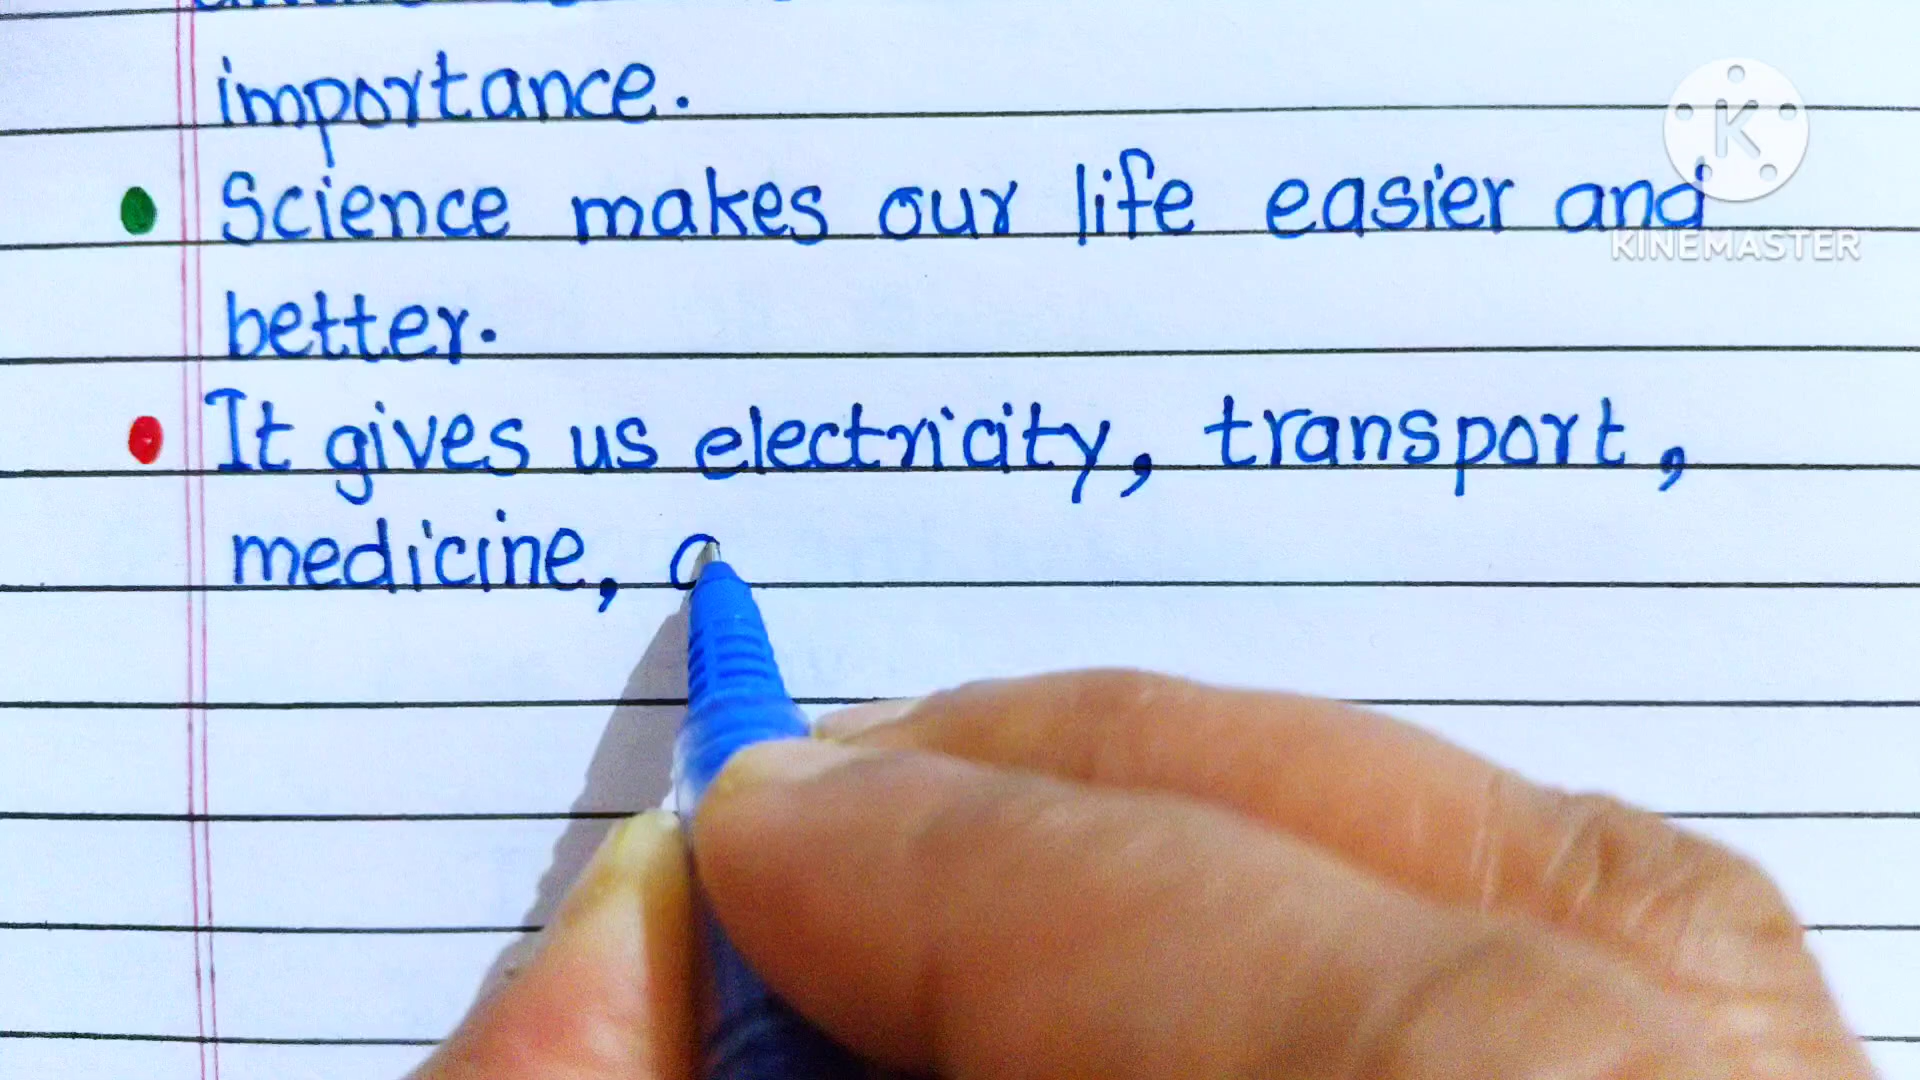 importance.
Science makes our life easier and
better.
It gives us electricity, transport,
medicine,
K
KINEMASTER